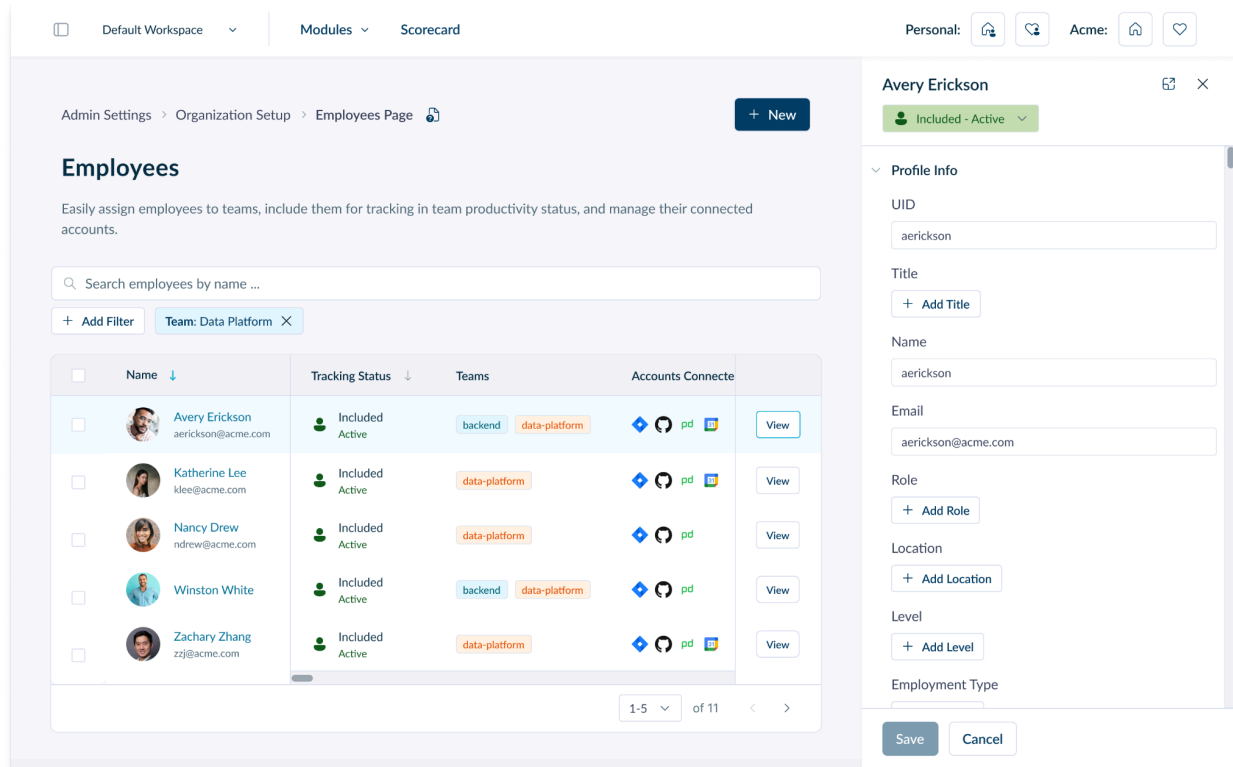 Default Workspace
Modules
Scorecard
Personal:
Acme:
Admin Settings > Organization Setup > Employees Page
+ New
Employees
Easily assign employees to teams, include them for tracking in team productivity status, and manage their connected
accounts.
Search employees by name ...
+ Add Filter
Team: Data Platform
Name
Tracking Status
Teams
Accounts Connecte
Avery Erickson
aerickson@acme.com
Included
Active
backend
data-platform
pd
31
View
Katherine Lee
klee@acme.com
Included
Active
data-platform
pd
31
View
Nancy Drew
ndrew@acme.com
Included
Active
data-platform
pd
View
Winston White
Included
Active
backend
data-platform
pd
View
Zachary Zhang
zzj@acme.com
Included
Active
data-platform
pd
31
View
1-5
of 11
Avery Erickson
Included - Active
Profile Info
UID
aerickson
Title
+ Add Title
Name
aerickson
Email
aerickson@acme.com
Role
+ Add Role
Location
+ Add Location
Level
+ Add Level
Employment Type
Save
Cancel